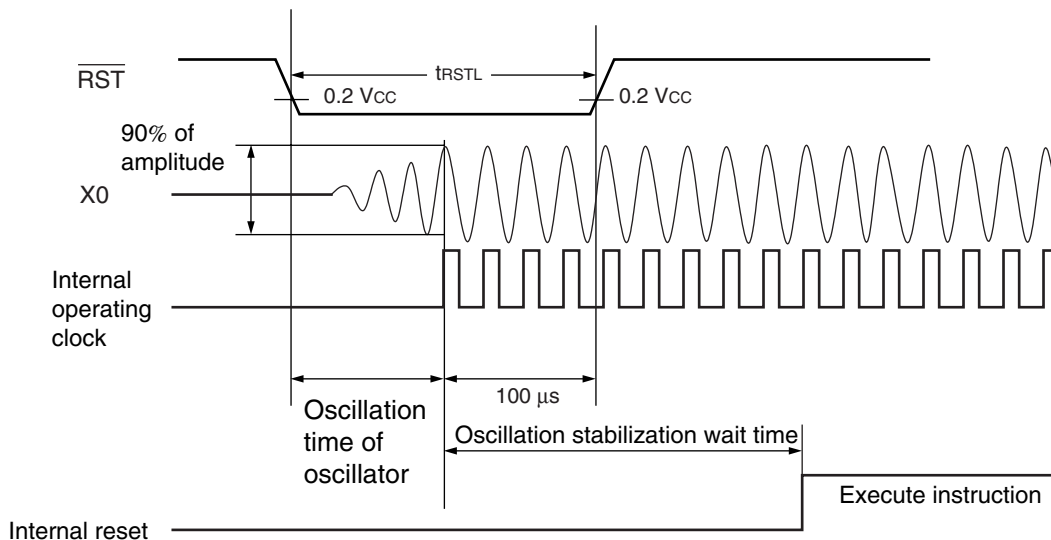 RST
tRSTL
0.2 VCC
0.2 VCC
90% of
amplitude
X0
Internal
operating
clock
100 µs
Oscillation
time of
oscillator
Oscillation stabilization wait time
Execute instruction
Internal reset